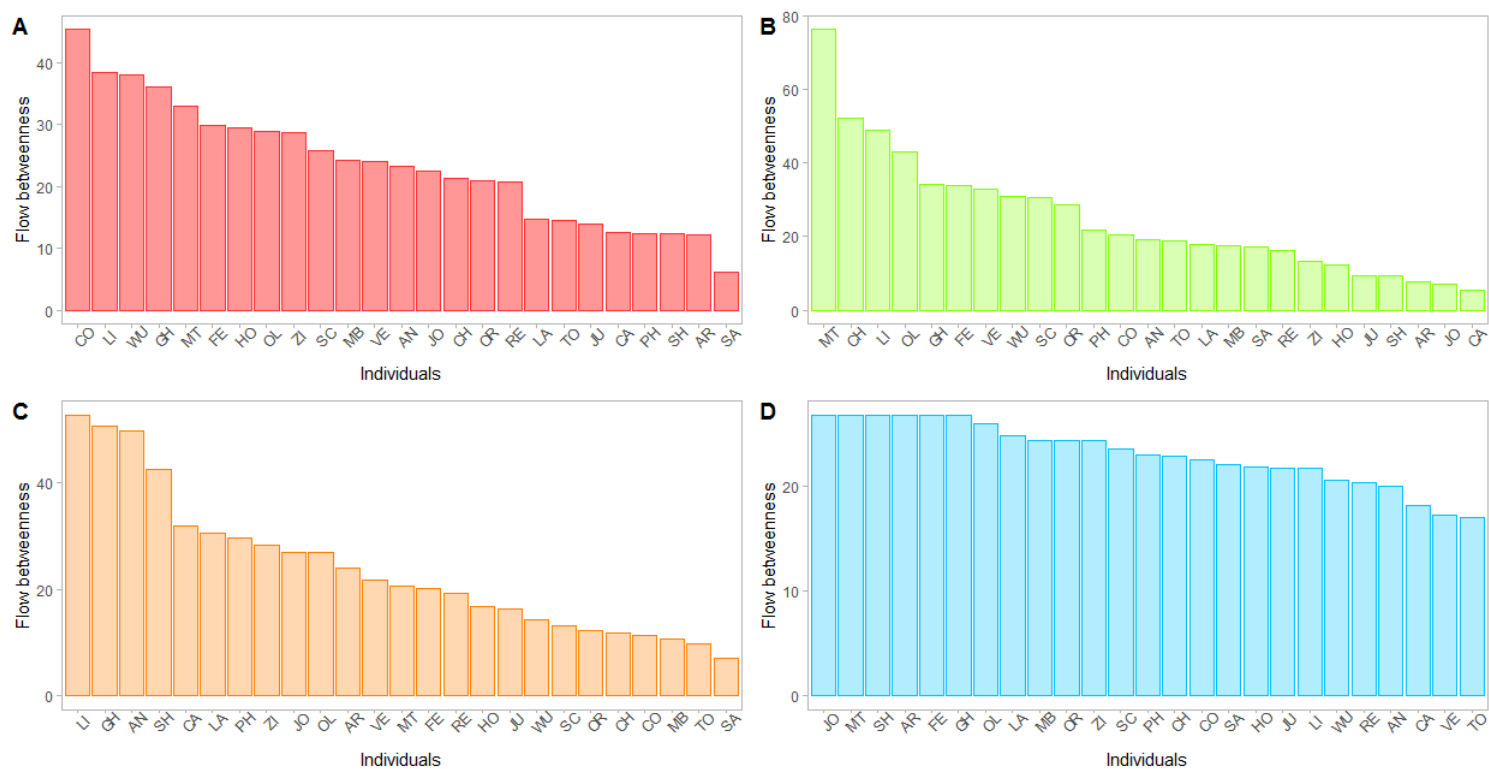 A
Flow betweenness
40
30
20
10
0
CO LI WU GH MT FE HO OL ZI SC MB VE AN JO CH OR RE LA TO JU CA PH SH AR SA
Individuals
B
Flow betweenness
80
60
40
20
0
MT CH LI OL GH FE VE WU SC OR PH CO AN TO LA MB SA RE ZI HO JU SH AR JO CA
Individuals
C
Flow betweenness
40
20
0
LI GH AN SH CA LA PH ZI JO OL AR VE MT FE RE HO JU WU SC OR CH CO MB TO SA
Individuals
D
Flow betweenness
20
10
0
JO MT SH AR FE GH OL LA MB OR ZI SC PH CH CO SA HO JU LI WU RE AN CA VE TO
Individuals